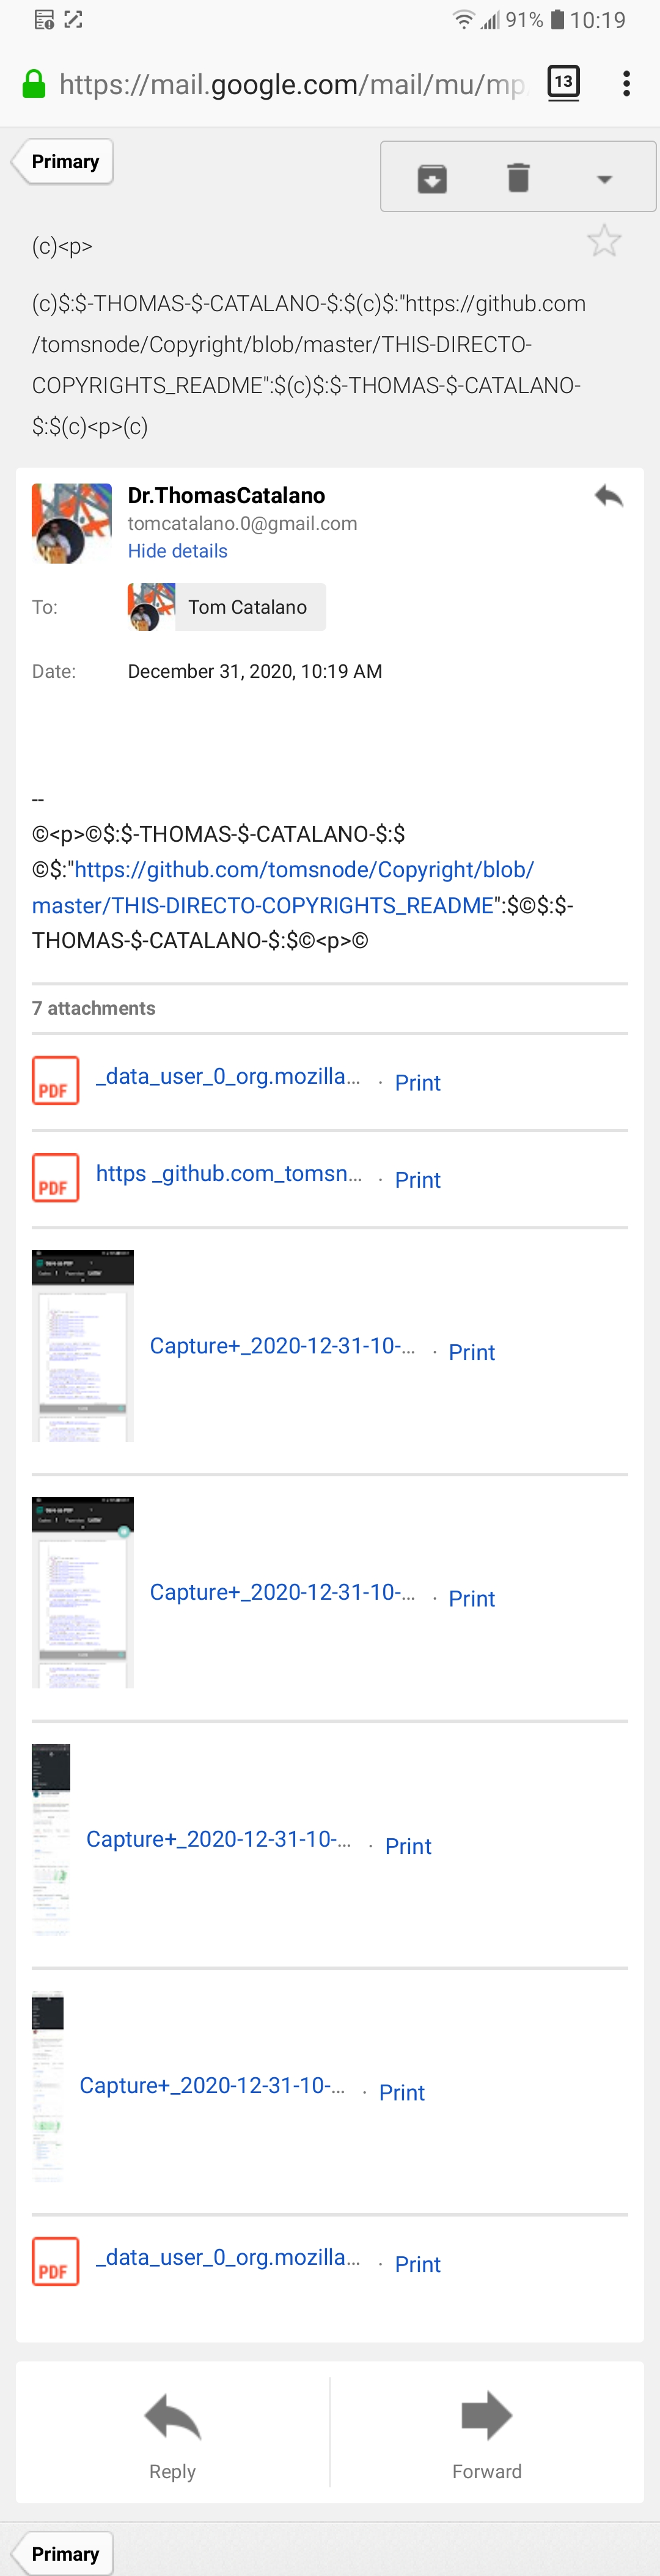 91% 10:19
https://mail.google.com/mail/mu/mp 13
Primary
(c)<p>
(c)$:$-THOMAS-$-CATALANO-$:$(c)$:"https://github.com
/tomsnode/Copyright/blob/master/THIS-DIRECTO-
COPYRIGHTS_README":$(c)$:$-THOMAS-$-CATALANO-
$:$(c)<p>(c)
Dr.ThomasCatalano
tomcatalano.0@gmail.com
Hide details
To: Tom Catalano
Date: December 31, 2020, 10:19 AM
--
©<p>©$:$-THOMAS-$-CATALANO-$:$
©$:"https://github.com/tomsnode/Copyright/blob/
master/THIS-DIRECTO-COPYRIGHTS_README":$©$:$-
THOMAS-$-CATALANO-$:$©<p>©
7 attachments
PDF _data_user_0_org.mozilla... · Print
PDF https _github.com_tomsn... · Print
Capture+_2020-12-31-10-... · Print
Capture+_2020-12-31-10-... · Print
Capture+_2020-12-31-10-... · Print
Capture+_2020-12-31-10-... · Print
PDF _data_user_0_org.mozilla... · Print
Reply Forward
Primary